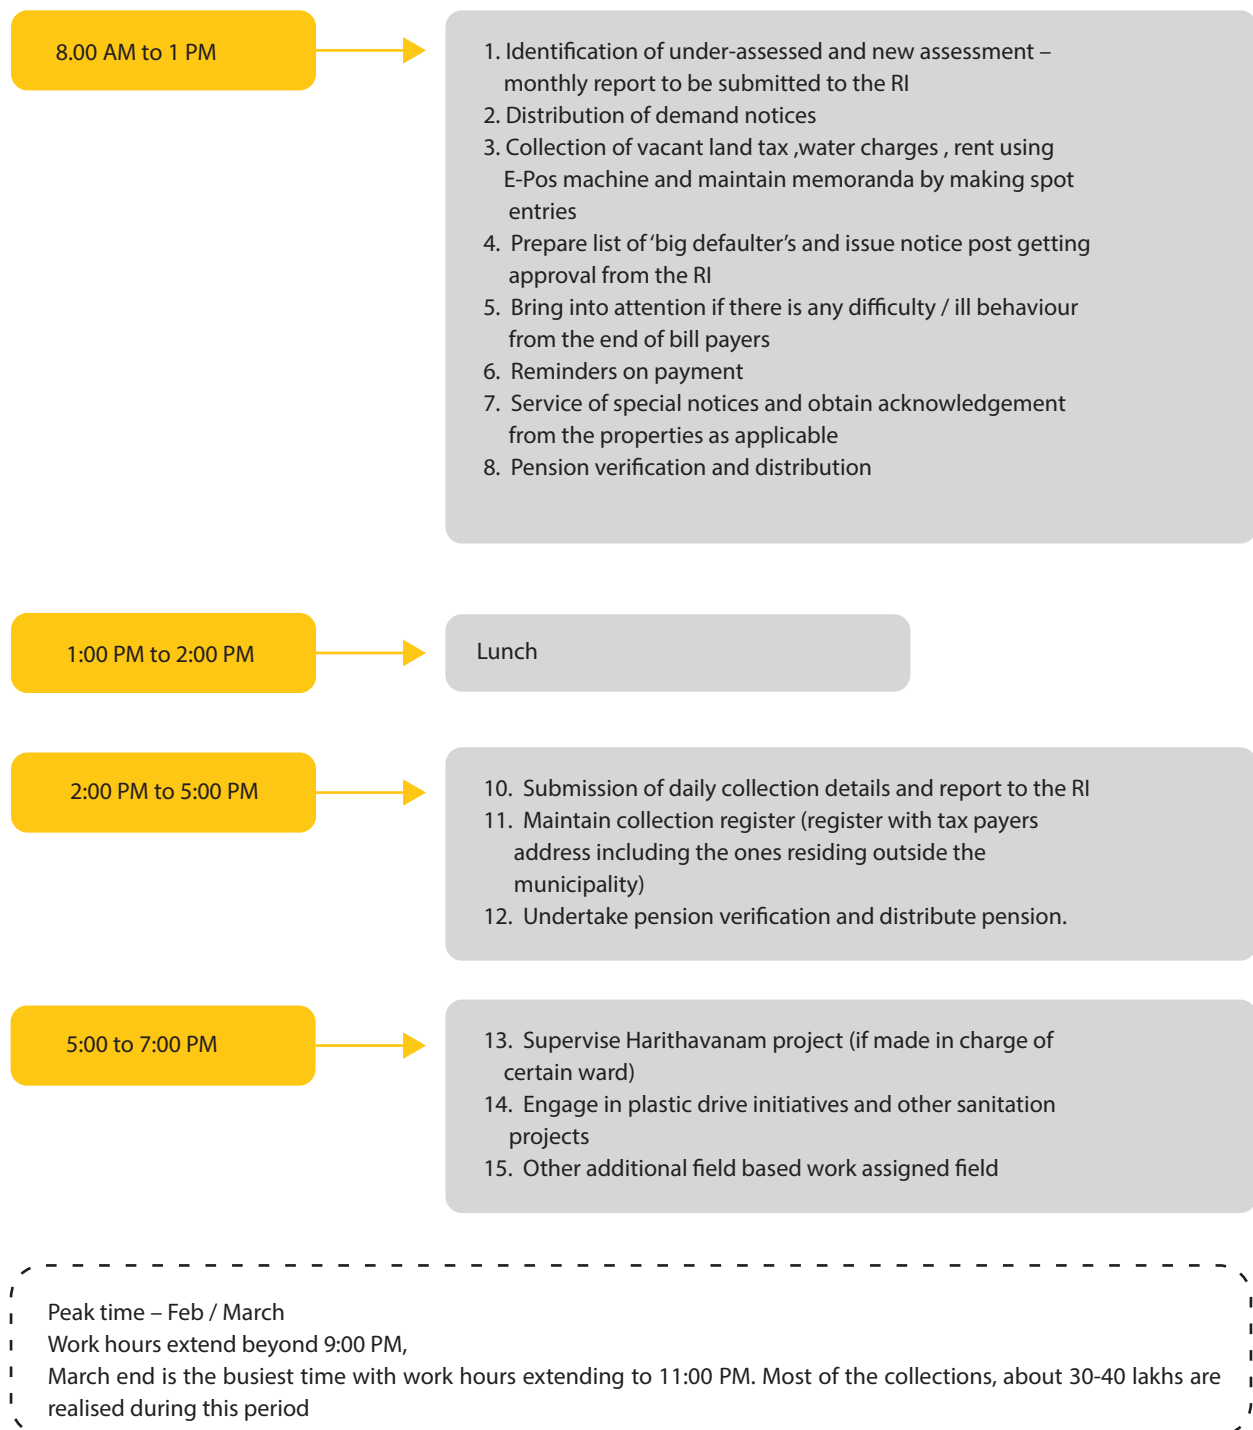 8.00 AM to 1 PM
1. Identification of under-assessed and new assessment –
monthly report to be submitted to the RI
2. Distribution of demand notices
3. Collection of vacant land tax ,water charges , rent using
E-Pos machine and maintain memoranda by making spot
entries
4. Prepare list of ‘big defaulter’s and issue notice post getting
approval from the RI
5. Bring into attention if there is any difficulty / ill behaviour
from the end of bill payers
6. Reminders on payment
7. Service of special notices and obtain acknowledgement
from the properties as applicable
8. Pension verification and distribution
1:00 PM to 2:00 PM
Lunch
2:00 PM to 5:00 PM
10. Submission of daily collection details and report to the RI
11. Maintain collection register (register with tax payers
address including the ones residing outside the
municipality)
12. Undertake pension verification and distribute pension.
5:00 to 7:00 PM
13. Supervise Harithavanam project (if made in charge of
certain ward)
14. Engage in plastic drive initiatives and other sanitation
projects
15. Other additional field based work assigned field
Peak time – Feb / March
Work hours extend beyond 9:00 PM,
March end is the busiest time with work hours extending to 11:00 PM. Most of the collections, about 30-40 lakhs are
realised during this period